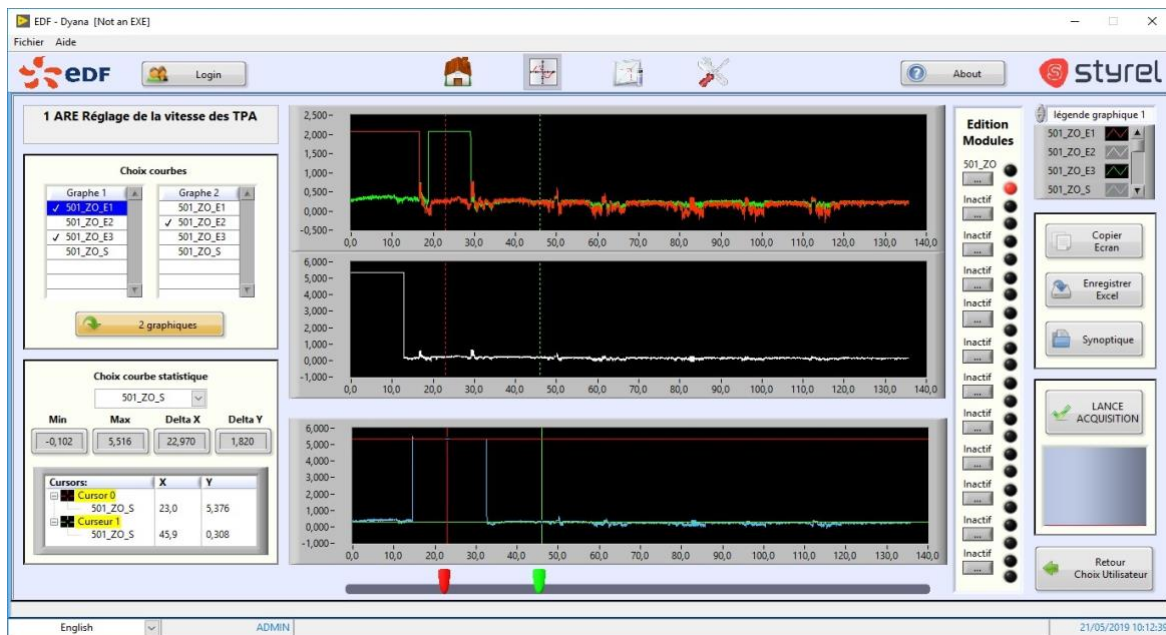 EDF - Dyana [Not an EXE]
Fichier Aide
eDF
Login
About
styrel
1 ARE Réglage de la vitesse des TPA
Choix courbes
Graphe 1
501_ZO_E1
501_ZO_E2
501_ZO_E3
501_ZO_S
Graphe 2
501_ZO_E1
501_ZO_E2
501_ZO_E3
501_ZO_S
2 graphiques
Choix courbe statistique
501_ZO_S
Min Max Delta X Delta Y
-0,102 5,516 22,970 1,820
Cursors: X Y
Cursor 0
501_ZO_S 23,0 5,376
Curseur 1
501_ZO_S 45,9 0,308
2,500
2,000
1,500
1,000
0,500
0,000
-0,500
0,0 10,0 20,0 30,0 40,0 50,0 60,0 70,0 80,0 90,0 100,0 110,0 120,0 130,0 140,0
6,000
5,000
4,000
3,000
2,000
1,000
0,000
-1,000
0,0 10,0 20,0 30,0 40,0 50,0 60,0 70,0 80,0 90,0 100,0 110,0 120,0 130,0 140,0
6,000
5,000
4,000
3,000
2,000
1,000
0,000
-1,000
0,0 10,0 20,0 30,0 40,0 50,0 60,0 70,0 80,0 90,0 100,0 110,0 120,0 130,0 140,0
Edition
Modules
501_ZO
...
Inactif
...
Inactif
...
Inactif
...
Inactif
...
Inactif
...
Inactif
...
Inactif
...
Inactif
...
Inactif
...
Inactif
...
Inactif
...
légende graphique 1
501_ZO_E1
501_ZO_E2
501_ZO_E3
501_ZO_S
Copier
Ecran
Enregistrer
Excel
Synoptique
LANCE
ACQUISITION
Retour
Choix Utilisateur
English
ADMIN
21/05/2019 10:12:39